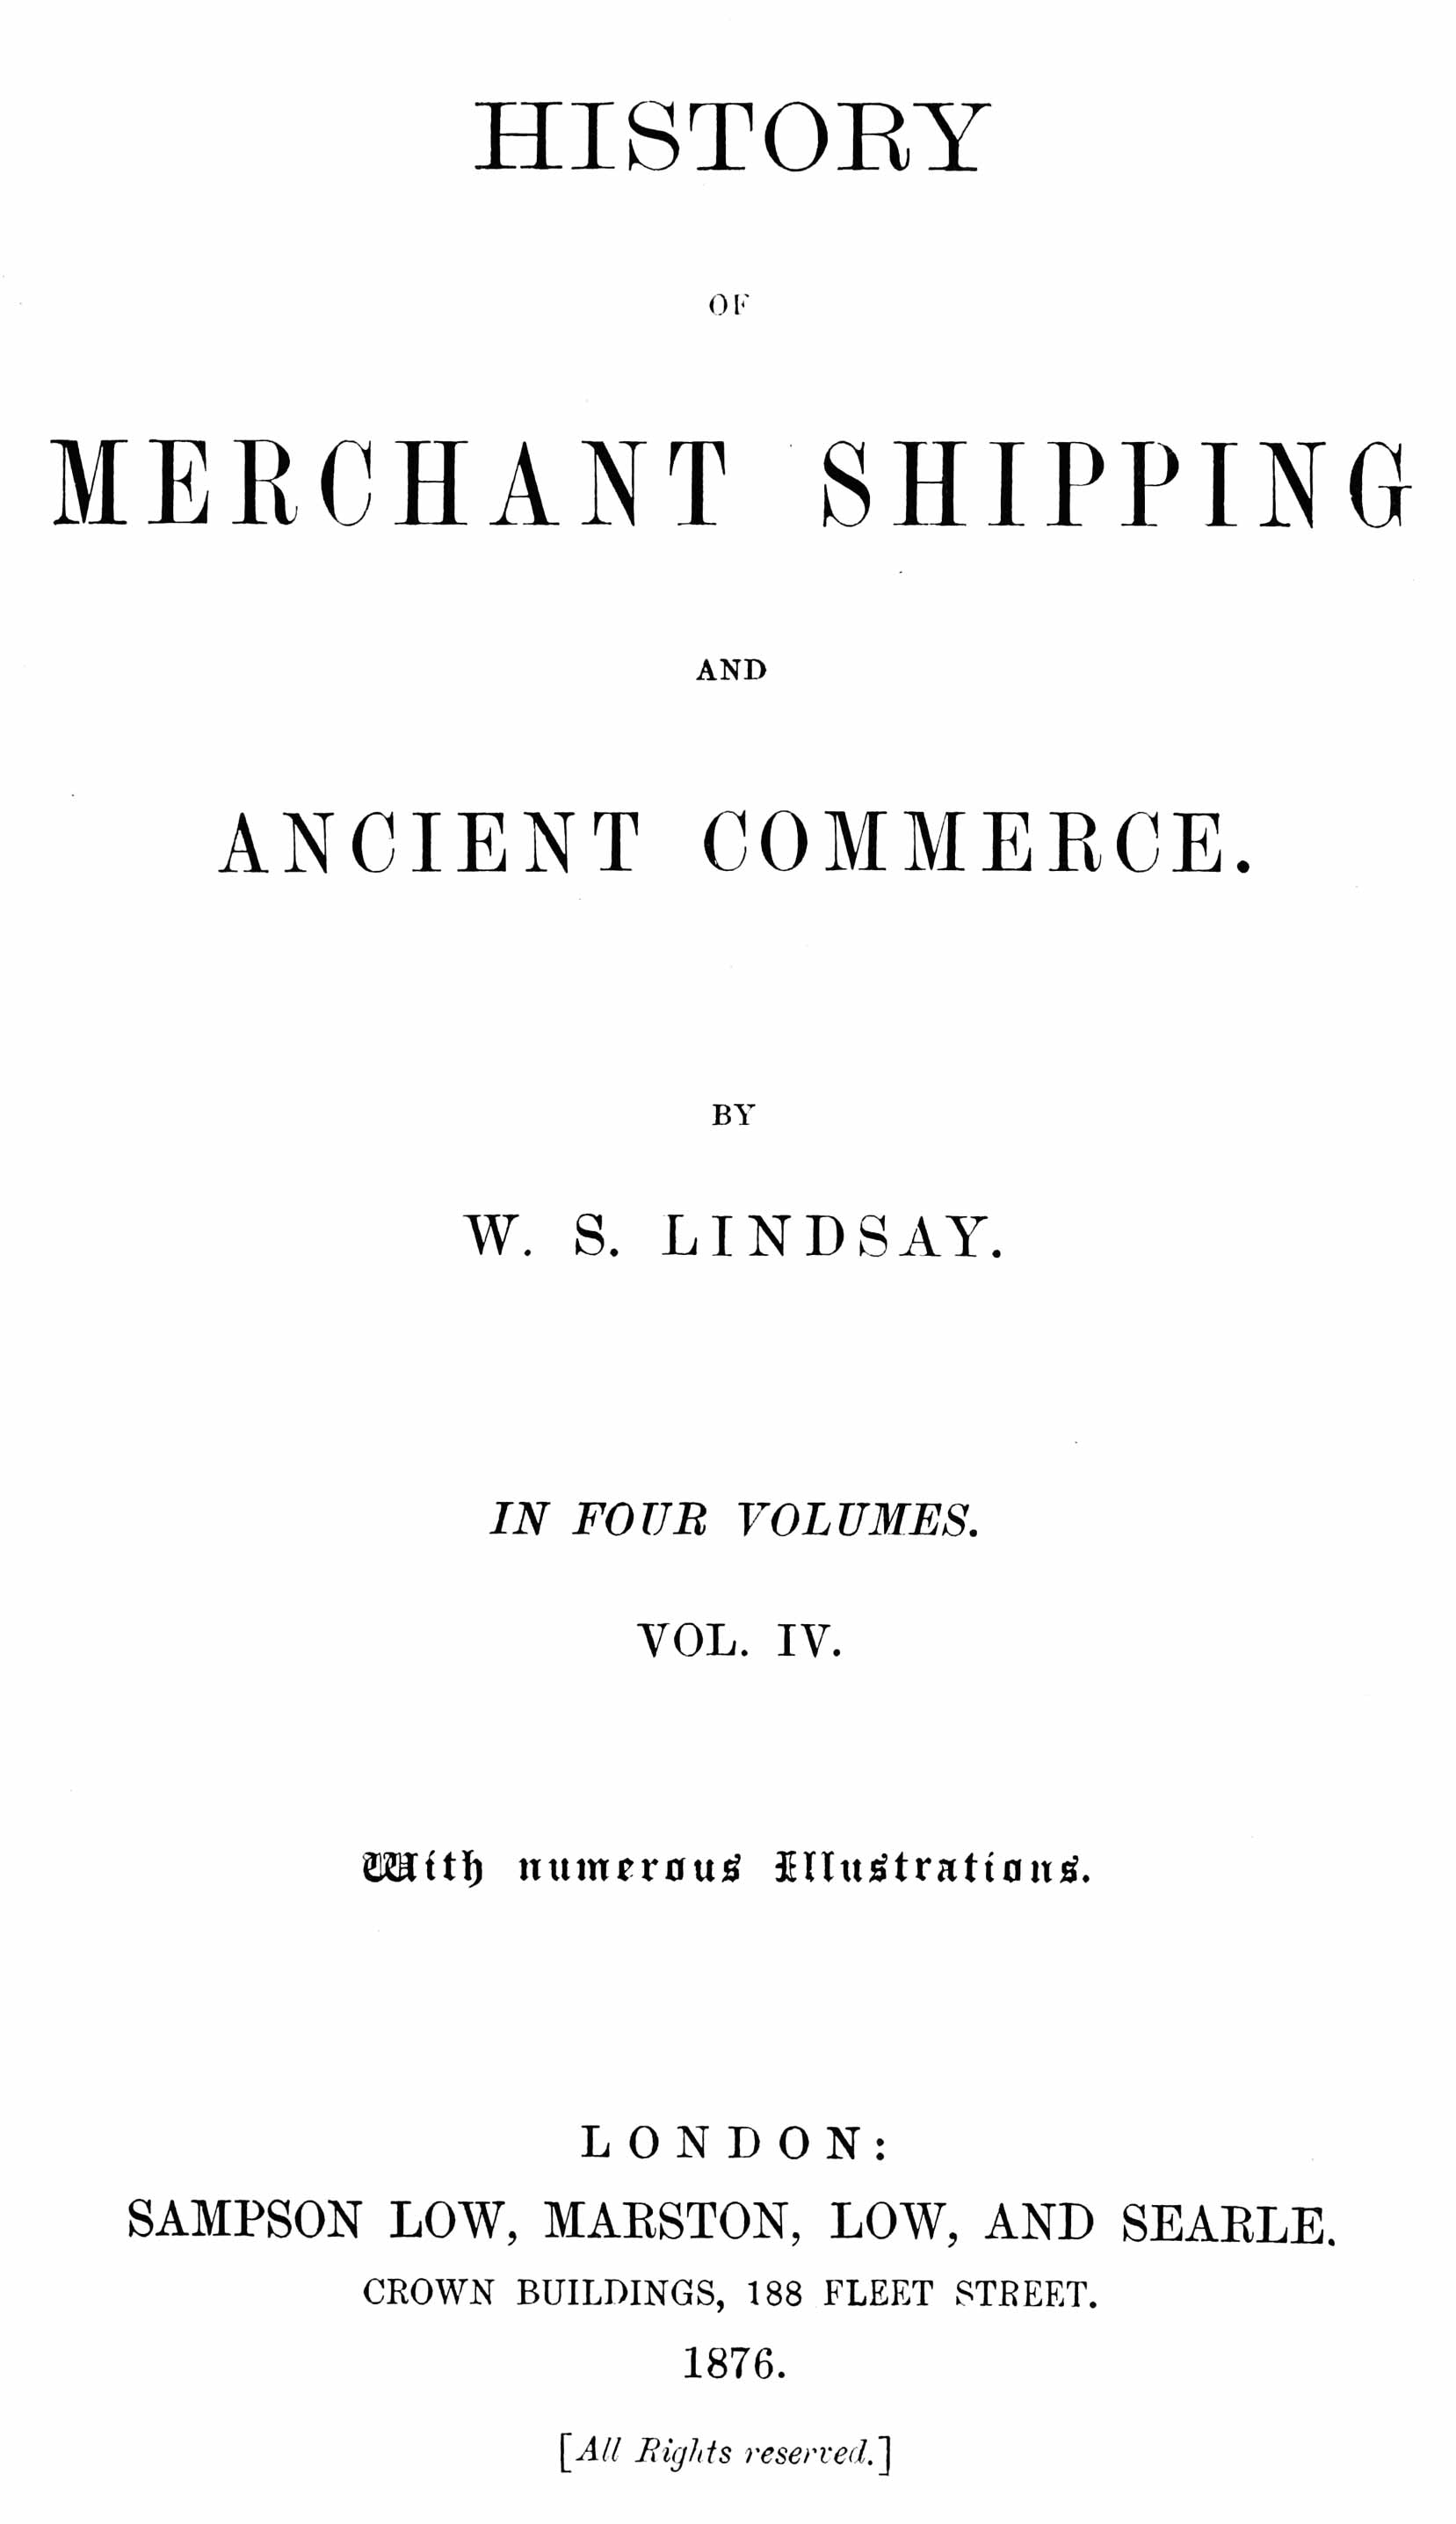 HISTORY
OF
MERCHANT SHIPPING
AND
ANCIENT COMMERCE.
BY
W. S. LINDSAY.
IN FOUR VOLUMES.
VOL. IV.
With numerous Illustrations.
LONDON:
SAMPSON LOW, MARSTON, LOW, AND SEARLE.
CROWN BUILDINGS, 188 FLEET STREET.
1876.
[All Rights reserved.]